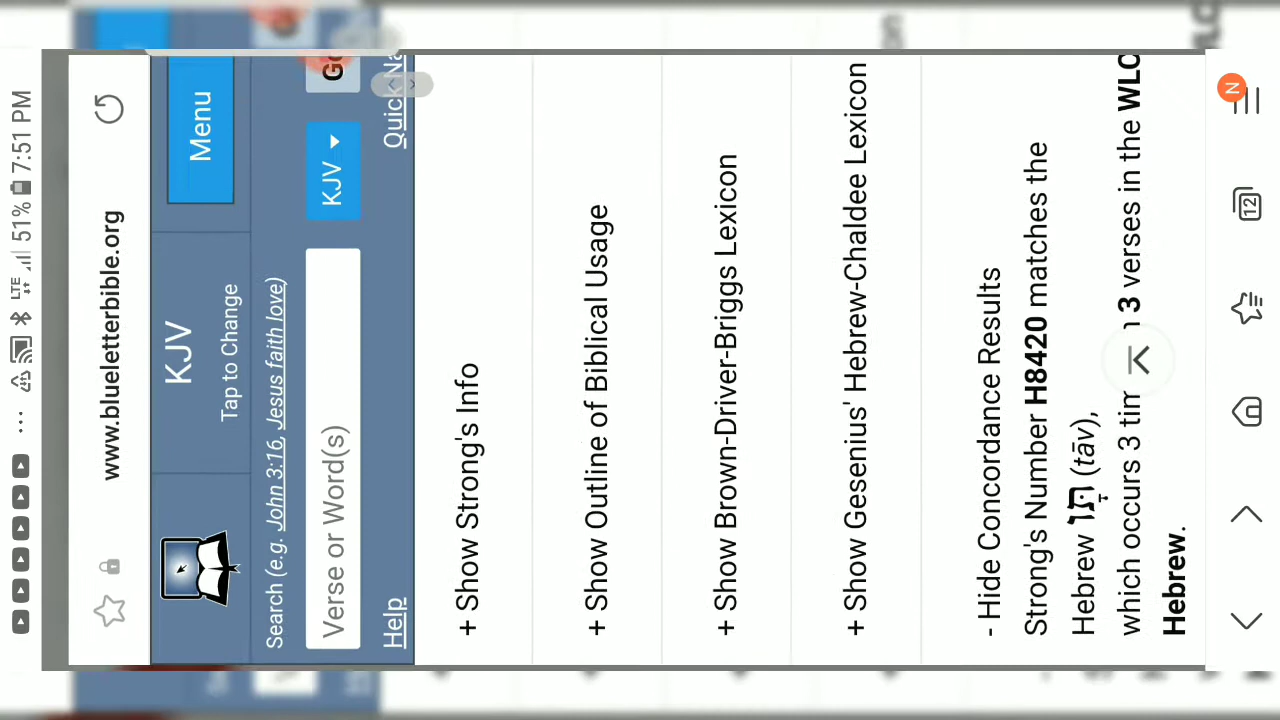 51% 7:51 PM
LTE
www.blueletterbible.org
KJV
Tap to Change
Menu
Search (e.g. John 3:16, Jesus faith love)
Verse or Word(s)
KJV
Help
+ Show Strong's Info
+ Show Outline of Biblical Usage
+ Show Brown-Driver-Briggs Lexicon
+ Show Gesenius' Hebrew-Chaldee Lexicon
- Hide Concordance Results
Strong's Number H8420 matches the
Hebrew תָּו (tāv),
which occurs 3 3 verses in the WLC
Hebrew.
12
N